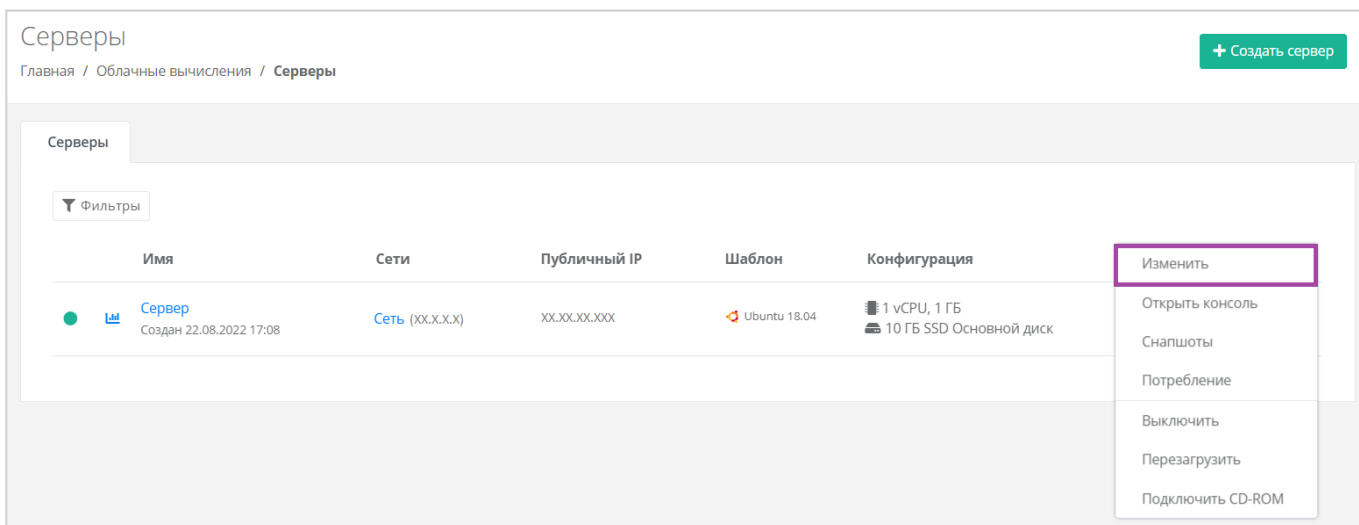 Серверы
+ Создать сервер
Главная / Облачные вычисления / Серверы
Серверы
Фильтры
Имя Сети Публичный IP Шаблон Конфигурация
Изменить
Сервер
Создан 22.08.2022 17:08
Сеть (XX.X.X.X)
XX.XX.XX.XXX
Ubuntu 18.04
1 vCPU, 1 ГБ
10 ГБ SSD Основной диск
Открыть консоль
Снапшоты
Потребление
Выключить
Перезагрузить
Подключить CD-ROM